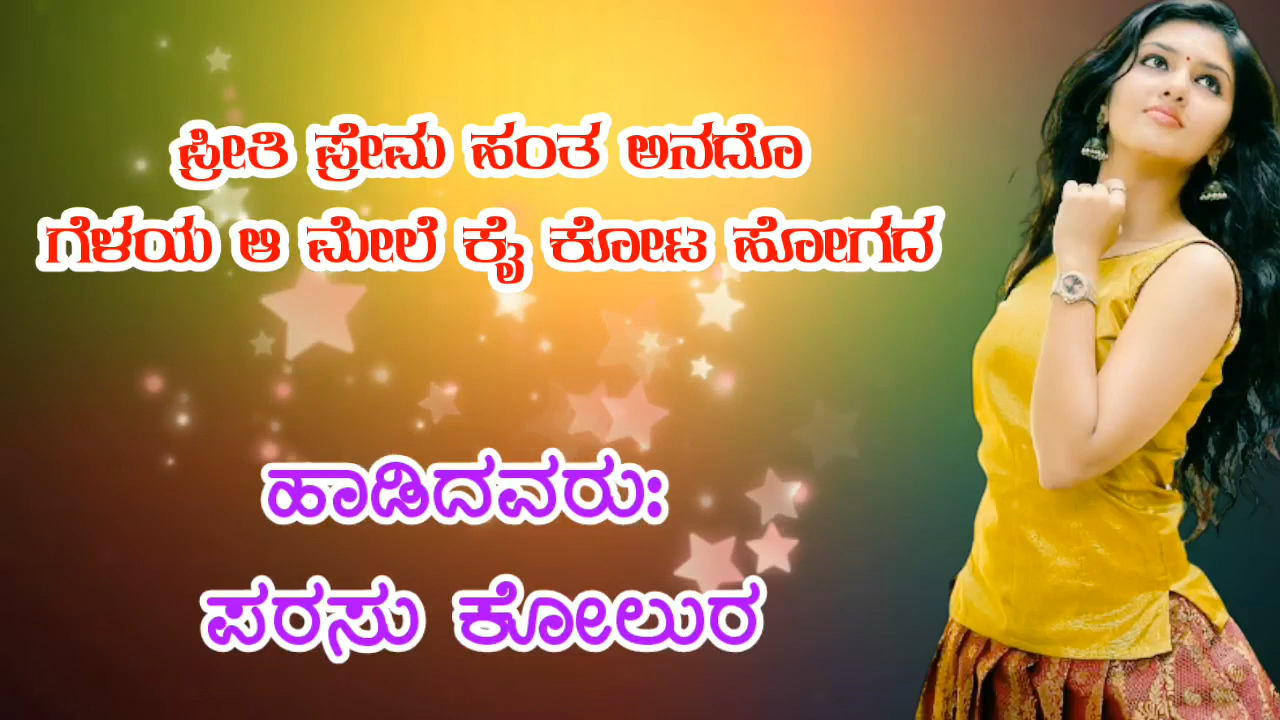 ಪ್ರೀತಿ ಪ್ರೇಮ ಹಂತ ಅನದೊ
ಗೆಳಯ ಆ ಮೇಲೆ ಕೈ ಕೋಟ ಹೋಗದ
ಹಾಡಿದವರು:
ಪರಸು ಕೋಲುರ